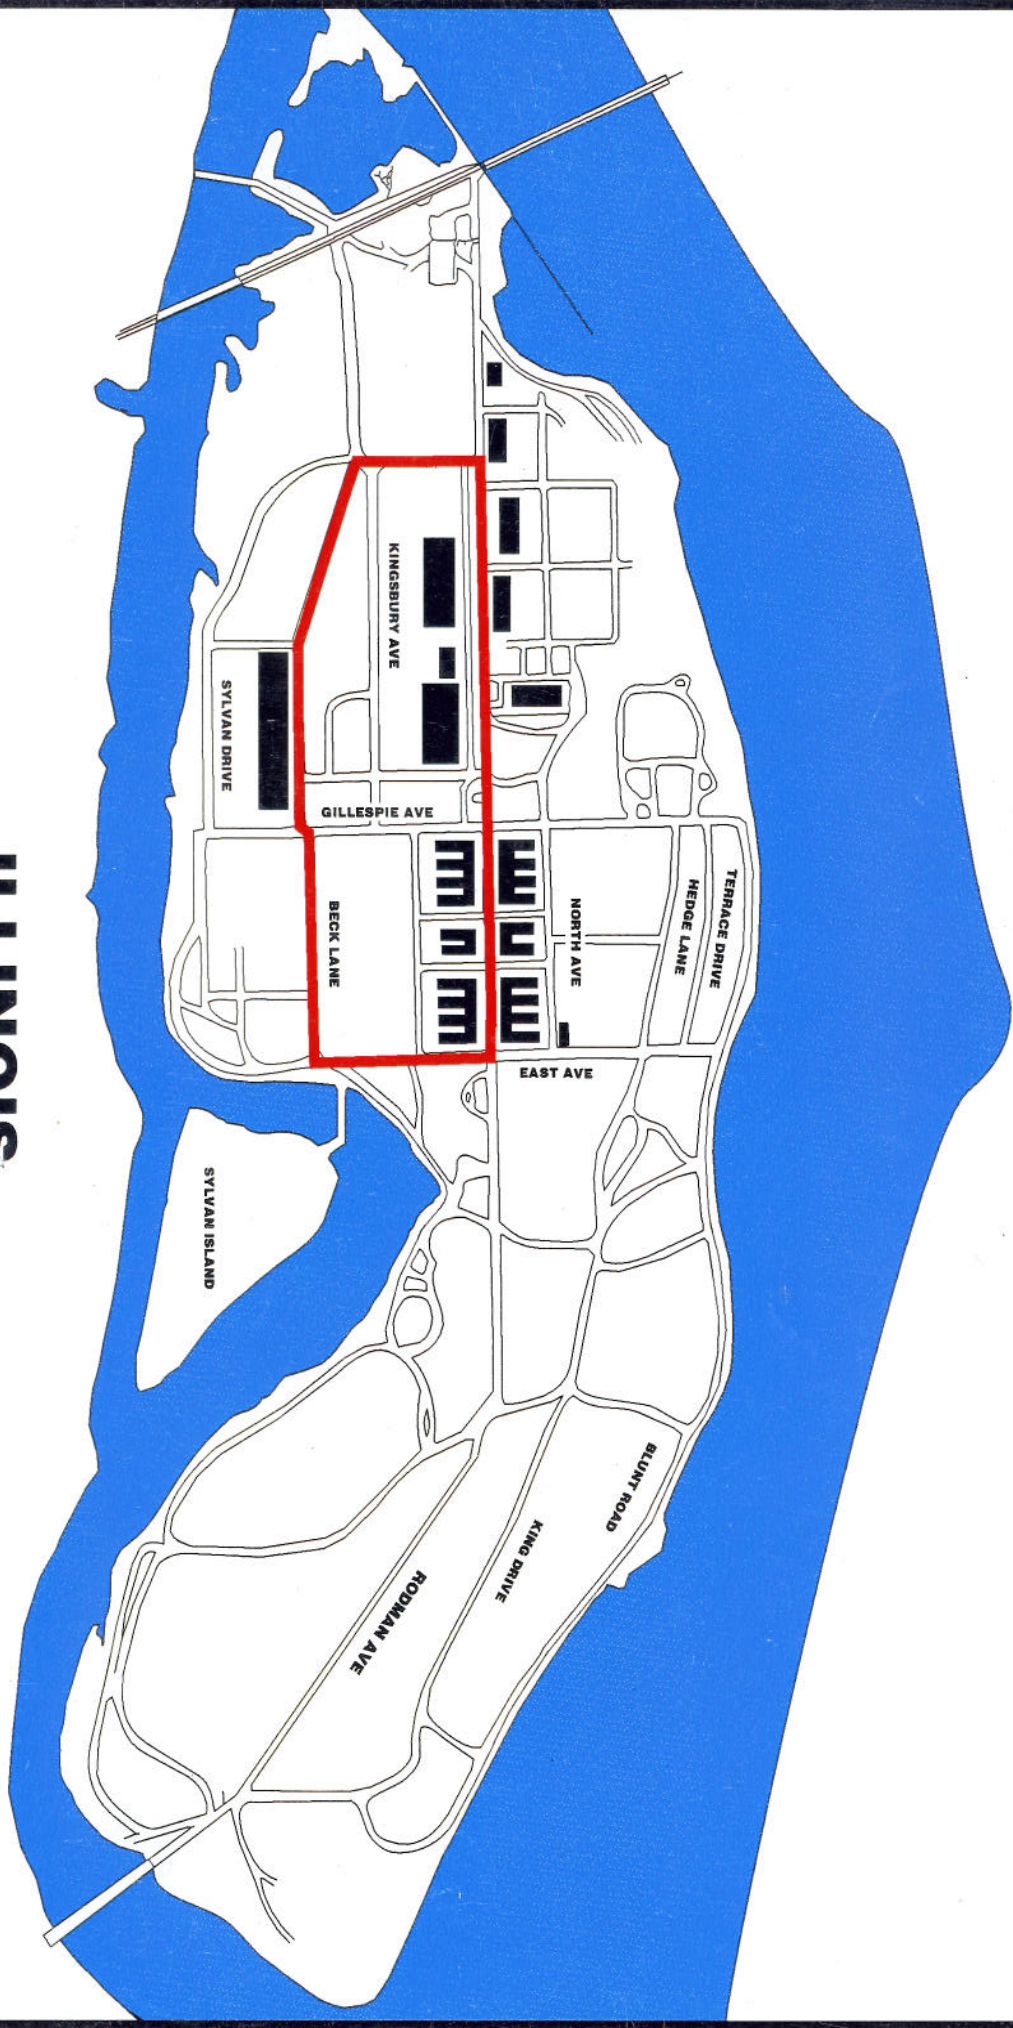 KINGSBURY AVE
SYLVAN DRIVE
GILLESPIE AVE
BECK LANE
NORTH AVE
HEDGE LANE
TERRACE DRIVE
EAST AVE
SYLVAN ISLAND
BLUNT ROAD
KING DRIVE
RODMAN AVE
ILLINOIS